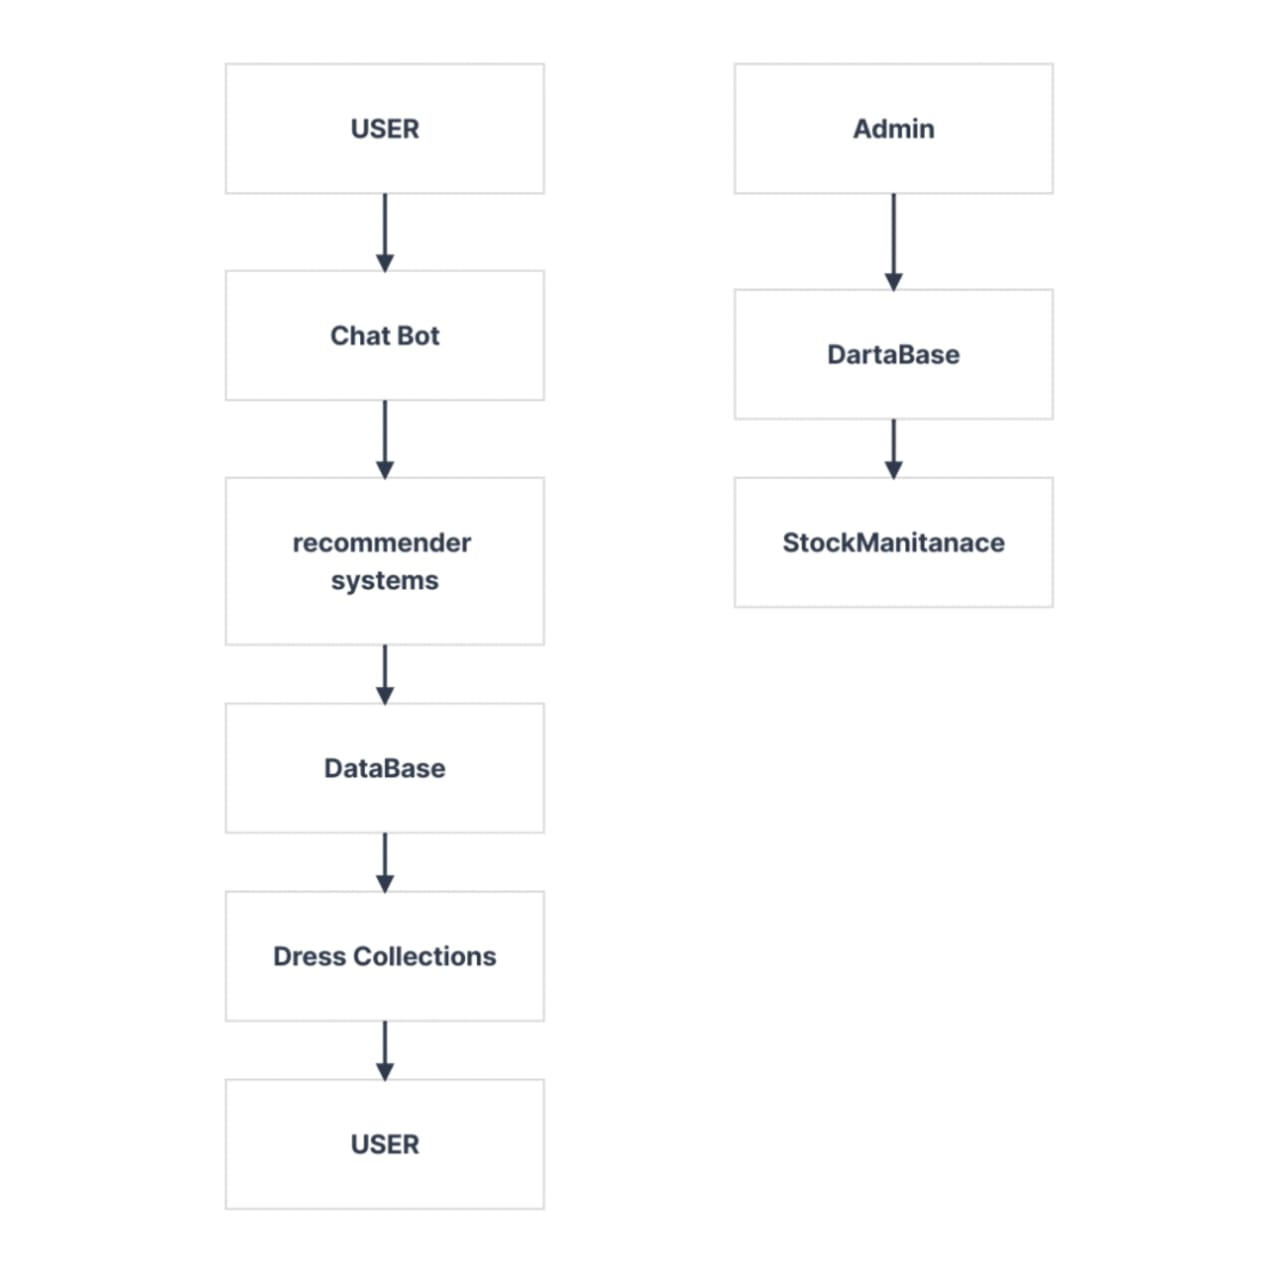 USER
Chat Bot
recommender
systems
DataBase
Dress Collections
USER
Admin
DartaBase
StockManitanace